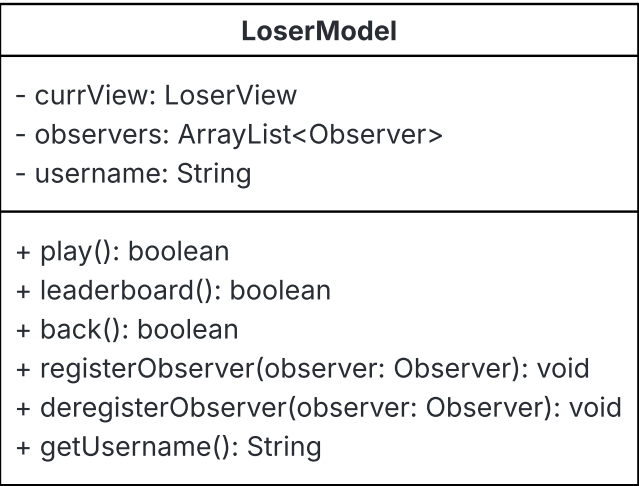 LoserModel
- currView: LoserView
- observers: ArrayList<Observer>
- username: String
+ play(): boolean
+ leaderboard(): boolean
+ back(): boolean
+ registerObserver(observer: Observer): void
+ deregisterObserver(observer: Observer): void
+ getUsername(): String